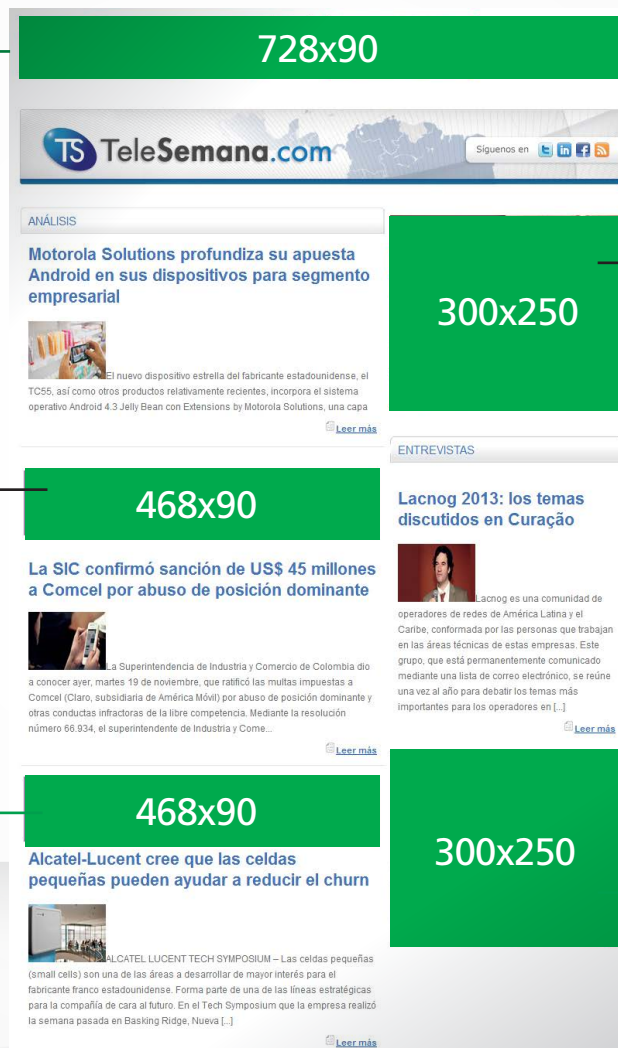 728x90
TS TeleSemana.com
Síguenos en
ANÁLISIS
Motorola Solutions profundiza su apuesta
Android en sus dispositivos para segmento
empresarial
El nuevo dispositivo estrella del fabricante estadounidense, el
TC55, así como otros productos relativamente recientes, incorpora el sistema
operativo Android 4.3 Jelly Bean con Extensions by Motorola Solutions, una capa
Leer más
468x90
La SIC confirmó sanción de US$ 45 millones
a Comcel por abuso de posición dominante
La Superintendencia de Industria y Comercio de Colombia dio
a conocer ayer, martes 19 de noviembre, que ratificó las multas impuestas a
Comcel (Claro, subsidiaria de América Móvil) por abuso de posición dominante y
otras conductas infractoras de la libre competencia. Mediante la resolución
número 66.934, el superintendente de Industria y Come...
Leer más
468x90
Alcatel-Lucent cree que las celdas
pequeñas pueden ayudar a reducir el churn
ALCATEL LUCENT TECH SYMPOSIUM – Las celdas pequeñas
(small cells) son una de las áreas a desarrollar de mayor interés para el
fabricante franco estadounidense. Forma parte de una de las líneas estratégicas
para la compañía de cara al futuro. En el Tech Symposium que la empresa realizó
la semana pasada en Basking Ridge, Nueva [...]
Leer más
300x250
ENTREVISTAS
Lacnog 2013: los temas
discutidos en Curaçao
Lacnog es una comunidad de
operadores de redes de América Latina y el
Caribe, conformada por las personas que trabajan
en las áreas técnicas de estas empresas. Este
grupo, que está permanentemente comunicado
mediante una lista de correo electrónico, se reúne
una vez al año para debatir los temas más
importantes para los operadores en [...]
Leer más
300x250